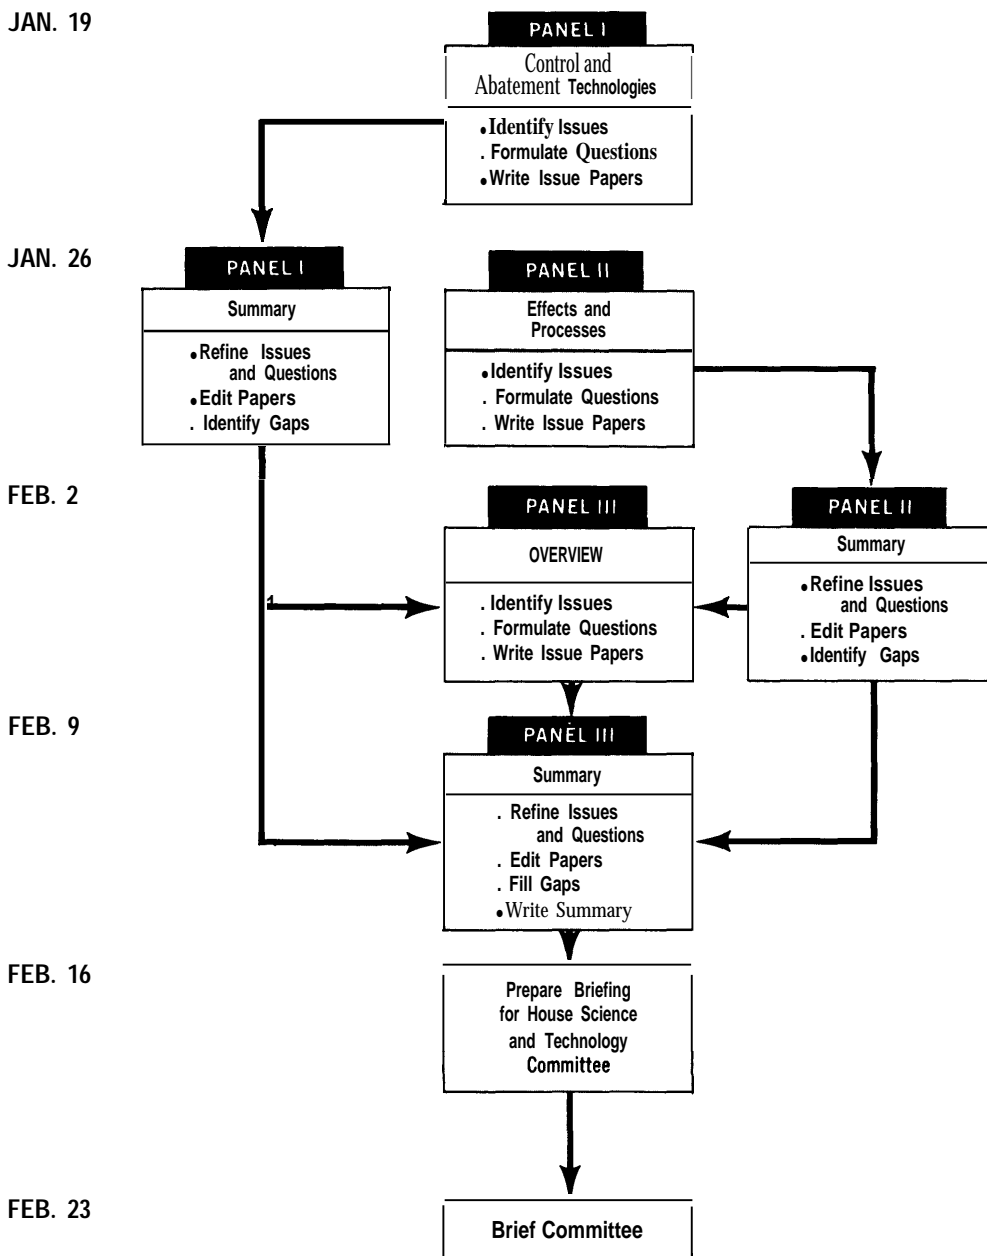 JAN. 19
PANEL I
Control and
Abatement Technologies
• Identify Issues
. Formulate Questions
• Write Issue Papers
JAN. 26
PANEL I
Summary
• Refine Issues
and Questions
• Edit Papers
. Identify Gaps
PANEL II
Effects and
Processes
• Identify Issues
. Formulate Questions
. Write Issue Papers
FEB. 2
PANEL III
OVERVIEW
. Identify Issues
. Formulate Questions
. Write Issue Papers
PANEL II
Summary
• Refine Issues
and Questions
. Edit Papers
• Identify Gaps
1
FEB. 9
PANEL III
Summary
. Refine Issues
and Questions
. Edit Papers
. Fill Gaps
• Write Summary
FEB. 16
Prepare Briefing
for House Science
and Technology
Committee
FEB. 23
Brief Committee